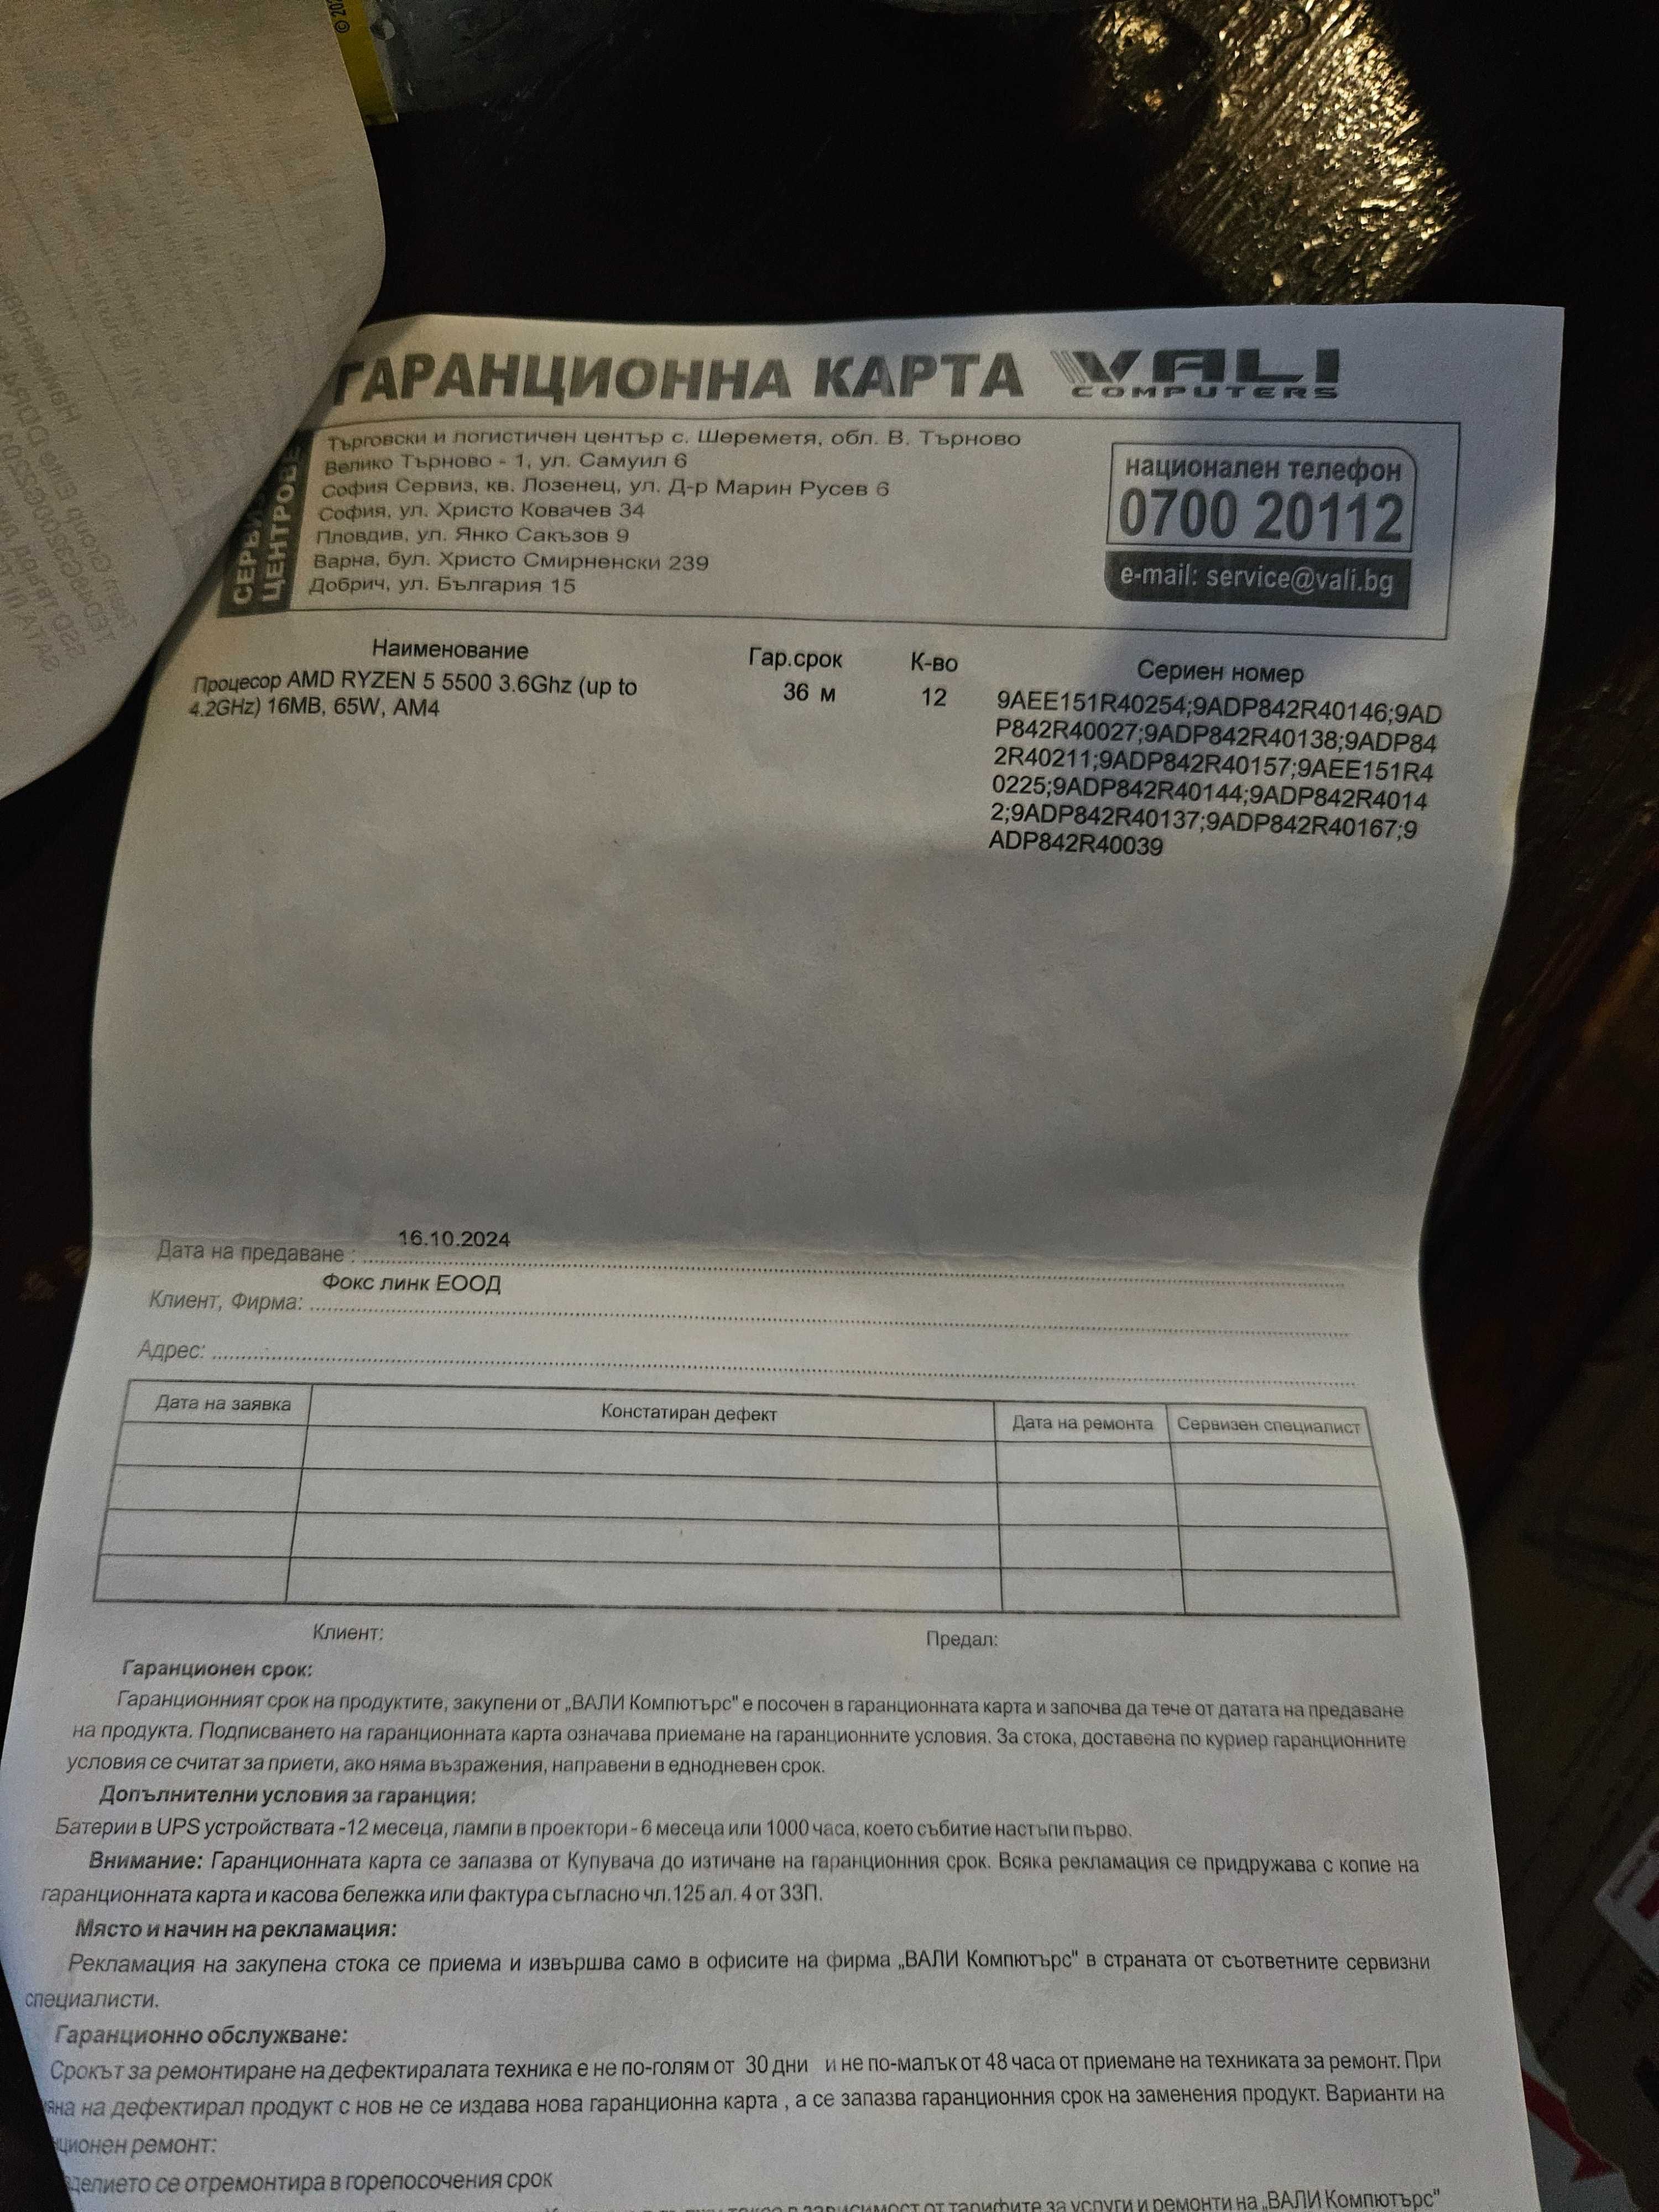 © 202
ГАРАНЦИОННА КАРТА VALI COMPUTERS
СЕРВИЗ
ЦЕНТРОВЕ
Търговски и логистичен център с. Шереметя, обл. В. Търново
Велико Търново - 1, ул. Самуил 6
София Сервиз, кв. Лозенец, ул. Д-р Марин Русев 6
София, ул. Христо Ковачев 34
Пловдив, ул. Янко Сакъзов 9
Варна, бул. Христо Смирненски 239
Добрич, ул. България 15
национален телефон
0700 20112
e-mail: service@vali.bg
Наименование Гар.срок К-во Сериен номер
Процесор AMD RYZEN 5 5500 3.6Ghz (up to 36 м 12 9AEE151R40254;9ADP842R40146;9AD
4.2GHz) 16MB, 65W, AM4 P842R40027;9ADP842R40138;9ADP84
2R40211;9ADP842R40157;9AEE151R4
0225;9ADP842R40144;9ADP842R4014
2;9ADP842R40137;9ADP842R40167;9
ADP842R40039
Дата на предаване : 16.10.2024
Клиент, Фирма: Фокс линк ЕООД
Адрес:
Дата на заявка Констатиран дефект Дата на ремонта Сервизен специалист
Клиент: Предал:
Гаранционен срок:
Гаранционният срок на продуктите, закупени от „ВАЛИ Компютърс" е посочен в гаранционната карта и започва да тече от датата на предаване
на продукта. Подписването на гаранционната карта означава приемане на гаранционните условия. За стока, доставена по куриер гаранционните
условия се считат за приети, ако няма възражения, направени в еднодневен срок.
Допълнителни условия за гаранция:
Батерии в UPS устройствата -12 месеца, лампи в проектори - 6 месеца или 1000 часа, което събитие настъпи първо.
Внимание: Гаранционната карта се запазва от Купувача до изтичане на гаранционния срок. Всяка рекламация се придружава с копие на
гаранционната карта и касова бележка или фактура съгласно чл.125 ал. 4 от ЗЗП.
Място и начин на рекламация:
Рекламация на закупена стока се приема и извършва само в офисите на фирма „ВАЛИ Компютърс" в страната от съответните сервизни
специалисти.
Гаранционно обслужване:
Срокът за ремонтиране на дефектиралата техника е не по-голям от 30 дни и не по-малък от 48 часа от приемане на техниката за ремонт. При
на дефектирал продукт с нов не се издава нова гаранционна карта , а се запазва гаранционния срок на заменения продукт. Варианти на
ремонт:
се отремонтира в горепосочения срок
в зависимост от тарифите за услуги и ремонти на „ВАЛИ Компютърс"